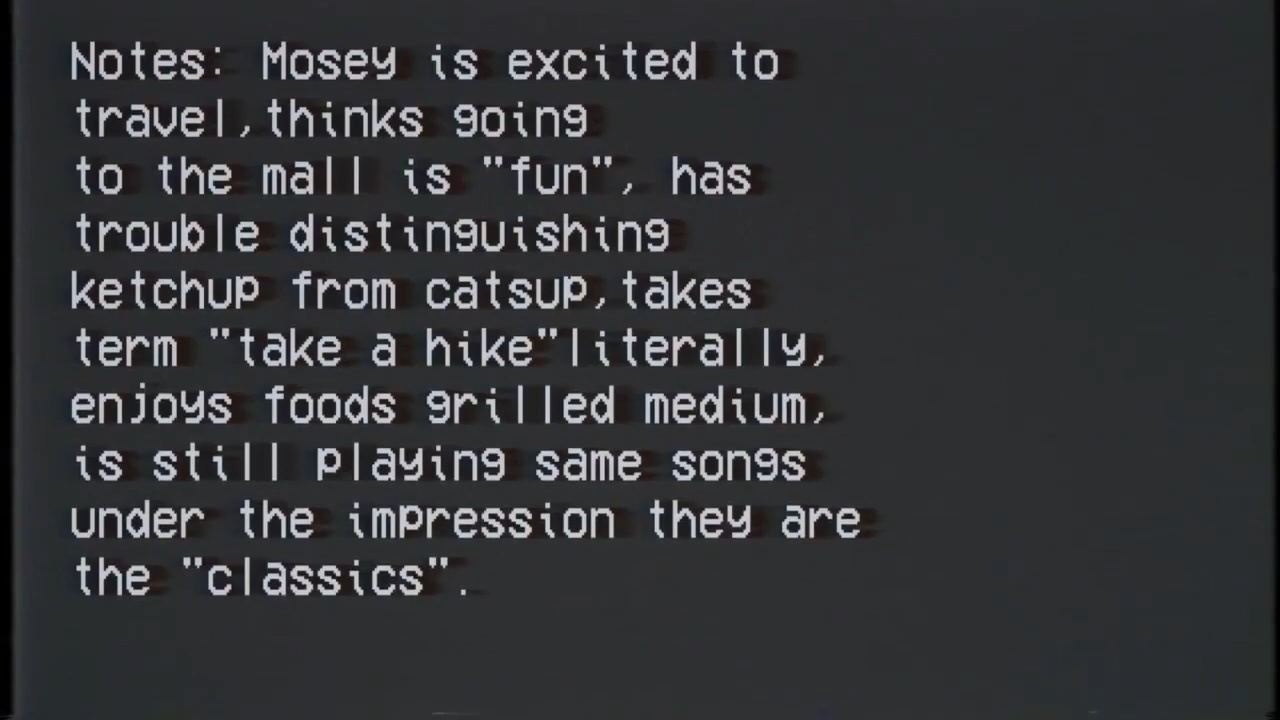 Notes: Mosey is excited to
travel,thinks going
to the mall is "fun", has
trouble distinguishing
ketchup from catsup,takes
term "take a hike"literally,
enjoys foods grilled medium,
is still playing same songs
under the impression they are
the "classics".